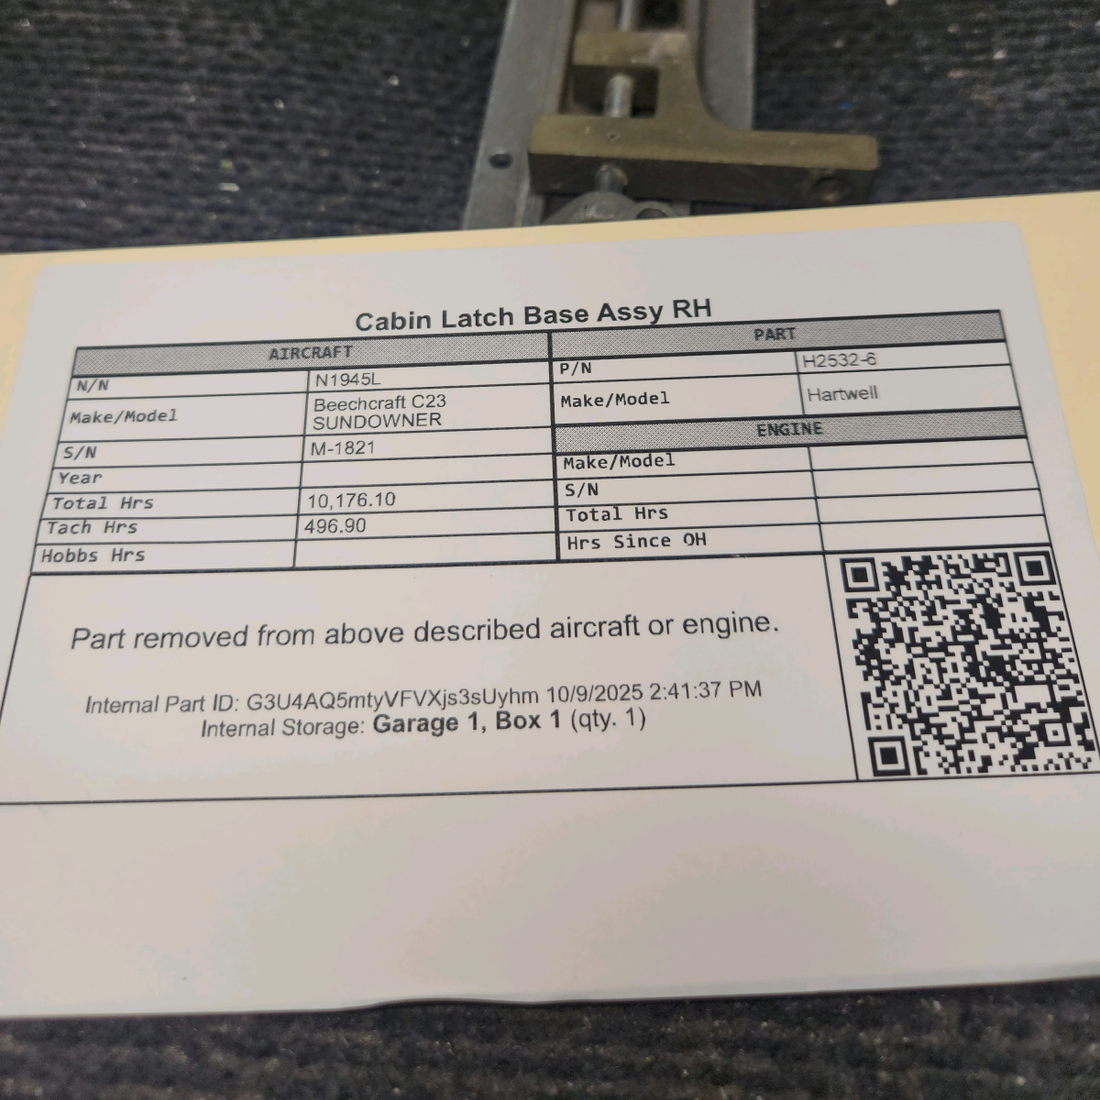 Cabin Latch Base Assy RH
AIRCRAFT
N/N N1945L
Make/Model Beechcraft C23
SUNDOWNER
S/N M-1821
Year
Total Hrs 10,176.10
Tach Hrs 496.90
Hobbs Hrs
PART
P/N H2532-6
Make/Model Hartwell
ENGINE
Make/Model
S/N
Total Hrs
Hrs Since OH
Part removed from above described aircraft or engine.
Internal Part ID: G3U4AQ5mtyVFVXjs3sUyhm 10/9/2025 2:41:37 PM
Internal Storage: Garage 1, Box 1 (qty. 1)